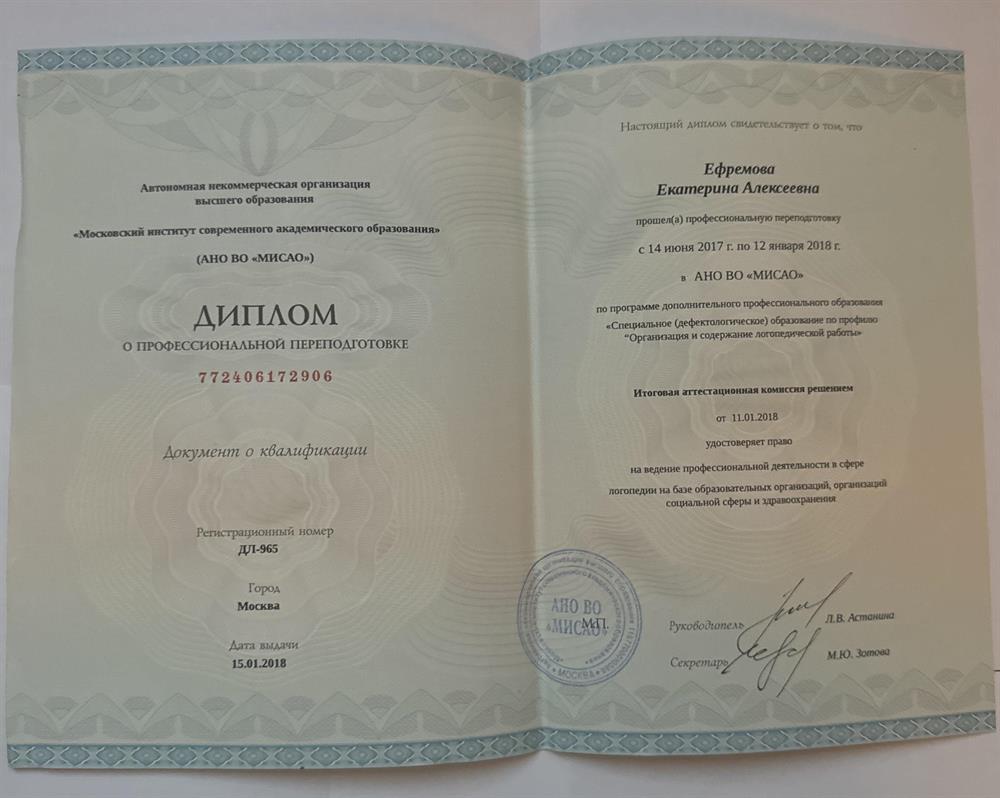 Автономная некоммерческая организация
высшего образования
«Московский институт современного академического образования»
(АНО ВО «МИСАО»)
ДИПЛОМ
О ПРОФЕССИОНАЛЬНОЙ ПЕРЕПОДГОТОВКЕ
772406172906
Документ о квалификации
Регистрационный номер
ДЛ-965
Город
Москва
Дата выдачи
15.01.2018
Настоящий диплом свидетельствует о том, что
Ефремова
Екатерина Алексеевна
прошел(а) профессиональную переподготовку
с 14 июня 2017 г. по 12 января 2018 г.
в АНО ВО «МИСАО»
по программе дополнительного профессионального образования
«Специальное (дефектологическое) образование по профилю
“Организация и содержание логопедической работы»
Итоговая аттестационная комиссия решением
от 11.01.2018
удостоверяет право
на ведение профессиональной деятельности в сфере
логопедии на базе образовательных организаций, организаций
социальной сферы и здравоохранения
АНО ВО
«МИСАО»
М.П.
МОСКВА
Руководитель
Л.В. Астанина
Секретарь
М.Ю. Зотова